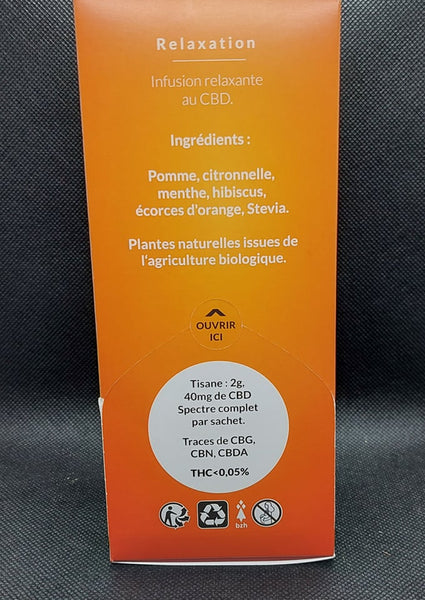 Relaxation
Infusion relaxante
au CBD.
Ingrédients :
Pomme, citronnelle,
menthe, hibiscus,
écorces d'orange, Stevia.
Plantes naturelles issues de
l'agriculture biologique.
OUVRIR
ICI
Tisane : 2g,
40mg de CBD
Spectre complet
par sachet.
Traces de CBG,
CBN, CBDA
THC<0,05%
bzh